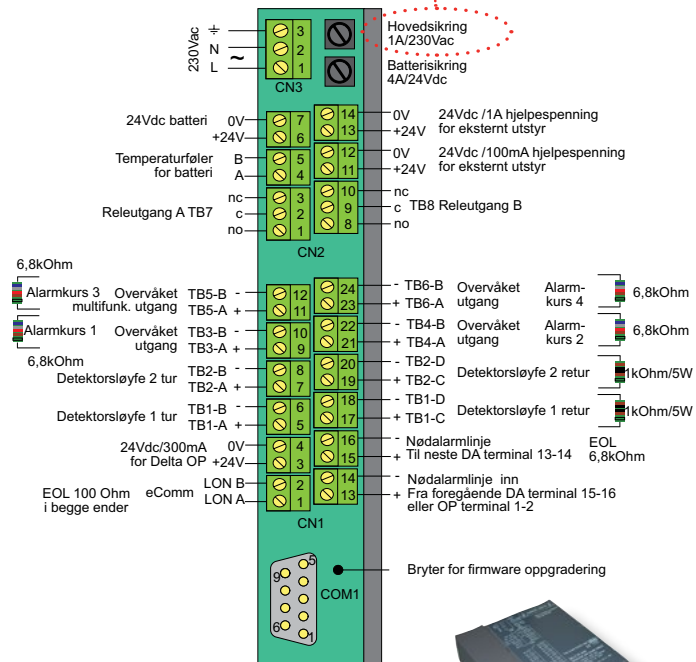 230Vac
N
L
~
3
2
1
CN3
Hovedsikring
1A/230Vac
Batterisikring
4A/24Vdc
24Vdc batteri
0V
+24V
7
6
14
13
0V
+24V
24Vdc /1A hjelpespenning
for eksternt utstyr
Temperaturføler
for batteri
B
A
5
4
12
11
0V
+24V
24Vdc /100mA hjelpespenning
for eksternt utstyr
Releutgang A TB7
nc
c
no
3
2
1
10
9
8
nc
c
no
TB8 Releutgang B
CN2
6,8kOhm
Alarmkurs 3
Overvåket
multifunk. utgang
TB5-B -
TB5-A +
12
11
24
23
- TB6-B
+ TB6-A
Overvåket
utgang
Alarm-
kurs 4
6,8kOhm
Alarmkurs 1
6,8kOhm
Overvåket
utgang
TB3-B -
TB3-A +
10
9
22
21
- TB4-B
+ TB4-A
Overvåket
utgang
Alarm-
kurs 2
6,8kOhm
Detektorsløyfe 2 tur
TB2-B -
TB2-A +
8
7
20
19
- TB2-D
+ TB2-C
Detektorsløyfe 2 retur
1kOhm/5W
Detektorsløyfe 1 tur
TB1-B -
TB1-A +
6
5
18
17
- TB1-D
+ TB1-C
Detektorsløyfe 1 retur
1kOhm/5W
24Vdc/300mA
for Delta OP
0V
+24V
4
3
16
15
- Nødalarmlinje
+ Til neste DA terminal 13-14
EOL
6,8kOhm
EOL 100 Ohm
i begge ender
eComm
LON B
LON A
2
1
14
13
- Nødalarmlinje inn
+ Fra foregående DA terminal 15-16
eller OP terminal 1-2
CN1
9
5
6
1
COM1
Bryter for firmware oppgradering